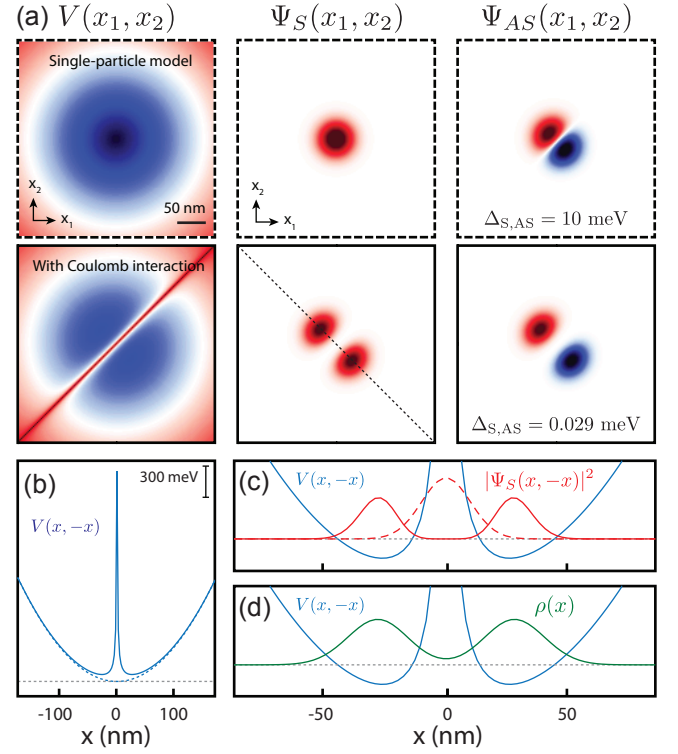 (a) V(x₁, x₂) Ψ_S(x₁, x₂) Ψ_AS(x₁, x₂)
Single-particle model
x₂
x₁
50 nm
x₂
x₁
Δ_S,AS = 10 meV
With Coulomb interaction
Δ_S,AS = 0.029 meV
(b)
300 meV
V(x, -x)
-100 0 100
x (nm)
(c)
V(x, -x)
|Ψ_S(x, -x)|²
(d)
V(x, -x)
ρ(x)
-50 0 50
x (nm)